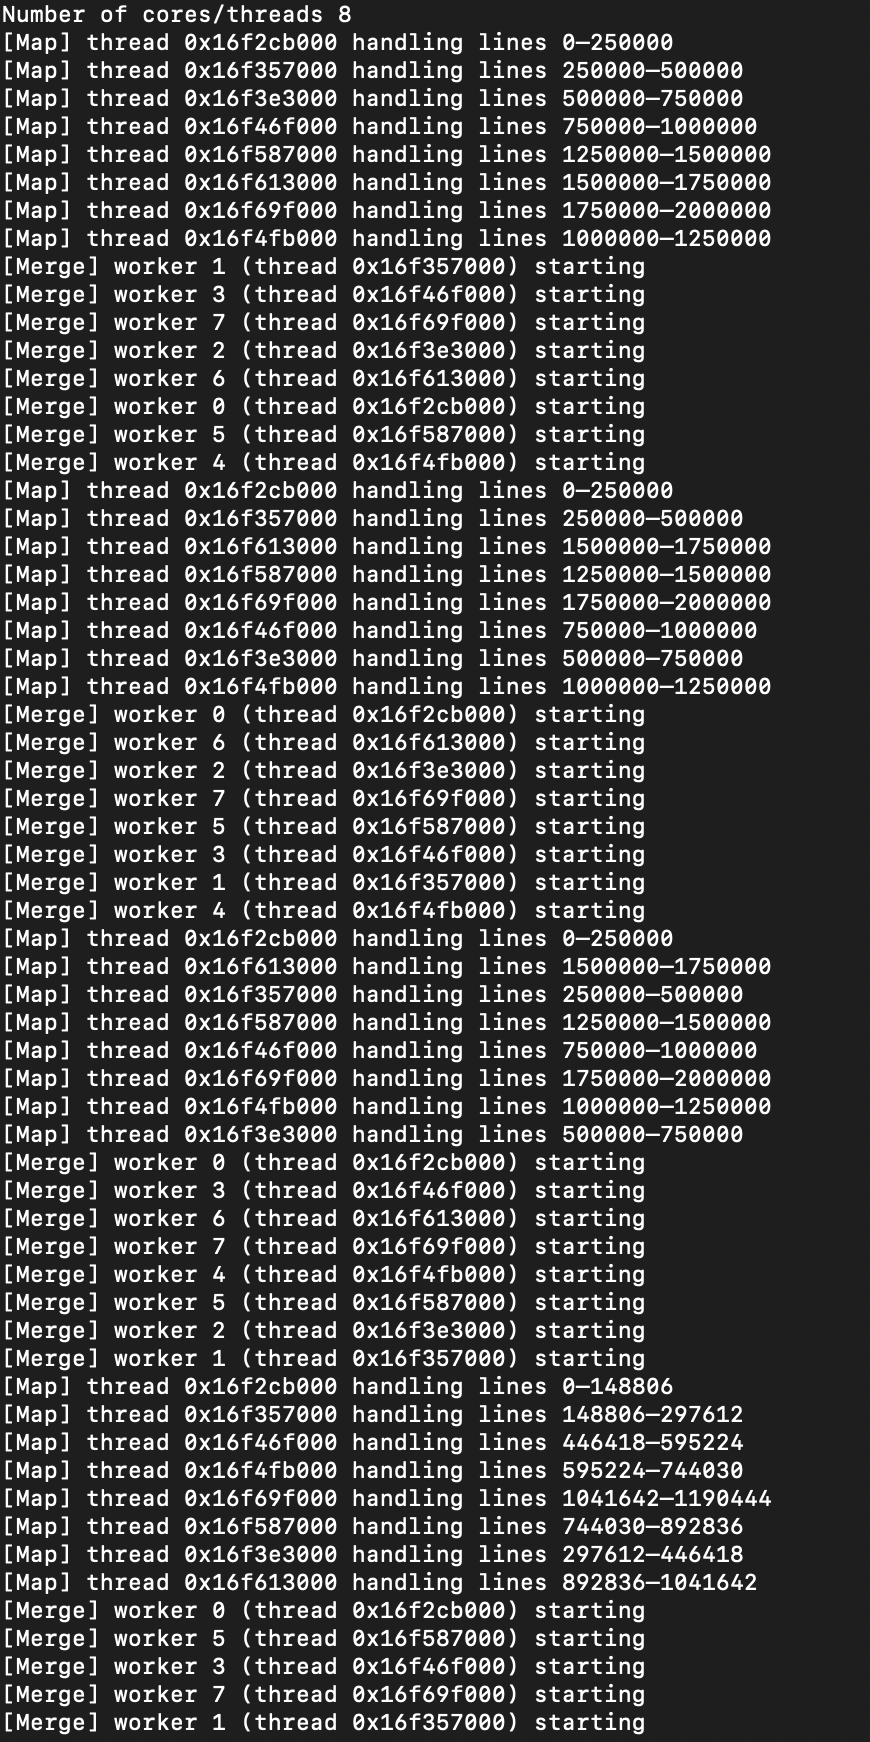 Number of cores/threads 8
[Map] thread 0x16f2cb000 handling lines 0–250000
[Map] thread 0x16f357000 handling lines 250000–500000
[Map] thread 0x16f3e3000 handling lines 500000–750000
[Map] thread 0x16f46f000 handling lines 750000–1000000
[Map] thread 0x16f587000 handling lines 1250000–1500000
[Map] thread 0x16f613000 handling lines 1500000–1750000
[Map] thread 0x16f69f000 handling lines 1750000–2000000
[Map] thread 0x16f4fb000 handling lines 1000000–1250000
[Merge] worker 1 (thread 0x16f357000) starting
[Merge] worker 3 (thread 0x16f46f000) starting
[Merge] worker 7 (thread 0x16f69f000) starting
[Merge] worker 2 (thread 0x16f3e3000) starting
[Merge] worker 6 (thread 0x16f613000) starting
[Merge] worker 0 (thread 0x16f2cb000) starting
[Merge] worker 5 (thread 0x16f587000) starting
[Merge] worker 4 (thread 0x16f4fb000) starting
[Map] thread 0x16f2cb000 handling lines 0–250000
[Map] thread 0x16f357000 handling lines 250000–500000
[Map] thread 0x16f613000 handling lines 1500000–1750000
[Map] thread 0x16f587000 handling lines 1250000–1500000
[Map] thread 0x16f69f000 handling lines 1750000–2000000
[Map] thread 0x16f46f000 handling lines 750000–1000000
[Map] thread 0x16f3e3000 handling lines 500000–750000
[Map] thread 0x16f4fb000 handling lines 1000000–1250000
[Merge] worker 0 (thread 0x16f2cb000) starting
[Merge] worker 6 (thread 0x16f613000) starting
[Merge] worker 2 (thread 0x16f3e3000) starting
[Merge] worker 7 (thread 0x16f69f000) starting
[Merge] worker 5 (thread 0x16f587000) starting
[Merge] worker 3 (thread 0x16f46f000) starting
[Merge] worker 1 (thread 0x16f357000) starting
[Merge] worker 4 (thread 0x16f4fb000) starting
[Map] thread 0x16f2cb000 handling lines 0–250000
[Map] thread 0x16f613000 handling lines 1500000–1750000
[Map] thread 0x16f357000 handling lines 250000–500000
[Map] thread 0x16f587000 handling lines 1250000–1500000
[Map] thread 0x16f46f000 handling lines 750000–1000000
[Map] thread 0x16f69f000 handling lines 1750000–2000000
[Map] thread 0x16f4fb000 handling lines 1000000–1250000
[Map] thread 0x16f3e3000 handling lines 500000–750000
[Merge] worker 0 (thread 0x16f2cb000) starting
[Merge] worker 3 (thread 0x16f46f000) starting
[Merge] worker 6 (thread 0x16f613000) starting
[Merge] worker 7 (thread 0x16f69f000) starting
[Merge] worker 4 (thread 0x16f4fb000) starting
[Merge] worker 5 (thread 0x16f587000) starting
[Merge] worker 2 (thread 0x16f3e3000) starting
[Merge] worker 1 (thread 0x16f357000) starting
[Map] thread 0x16f2cb000 handling lines 0–148806
[Map] thread 0x16f357000 handling lines 148806–297612
[Map] thread 0x16f46f000 handling lines 446418–595224
[Map] thread 0x16f4fb000 handling lines 595224–744030
[Map] thread 0x16f69f000 handling lines 1041642–1190444
[Map] thread 0x16f587000 handling lines 744030–892836
[Map] thread 0x16f3e3000 handling lines 297612–446418
[Map] thread 0x16f613000 handling lines 892836–1041642
[Merge] worker 0 (thread 0x16f2cb000) starting
[Merge] worker 5 (thread 0x16f587000) starting
[Merge] worker 3 (thread 0x16f46f000) starting
[Merge] worker 7 (thread 0x16f69f000) starting
[Merge] worker 1 (thread 0x16f357000) starting